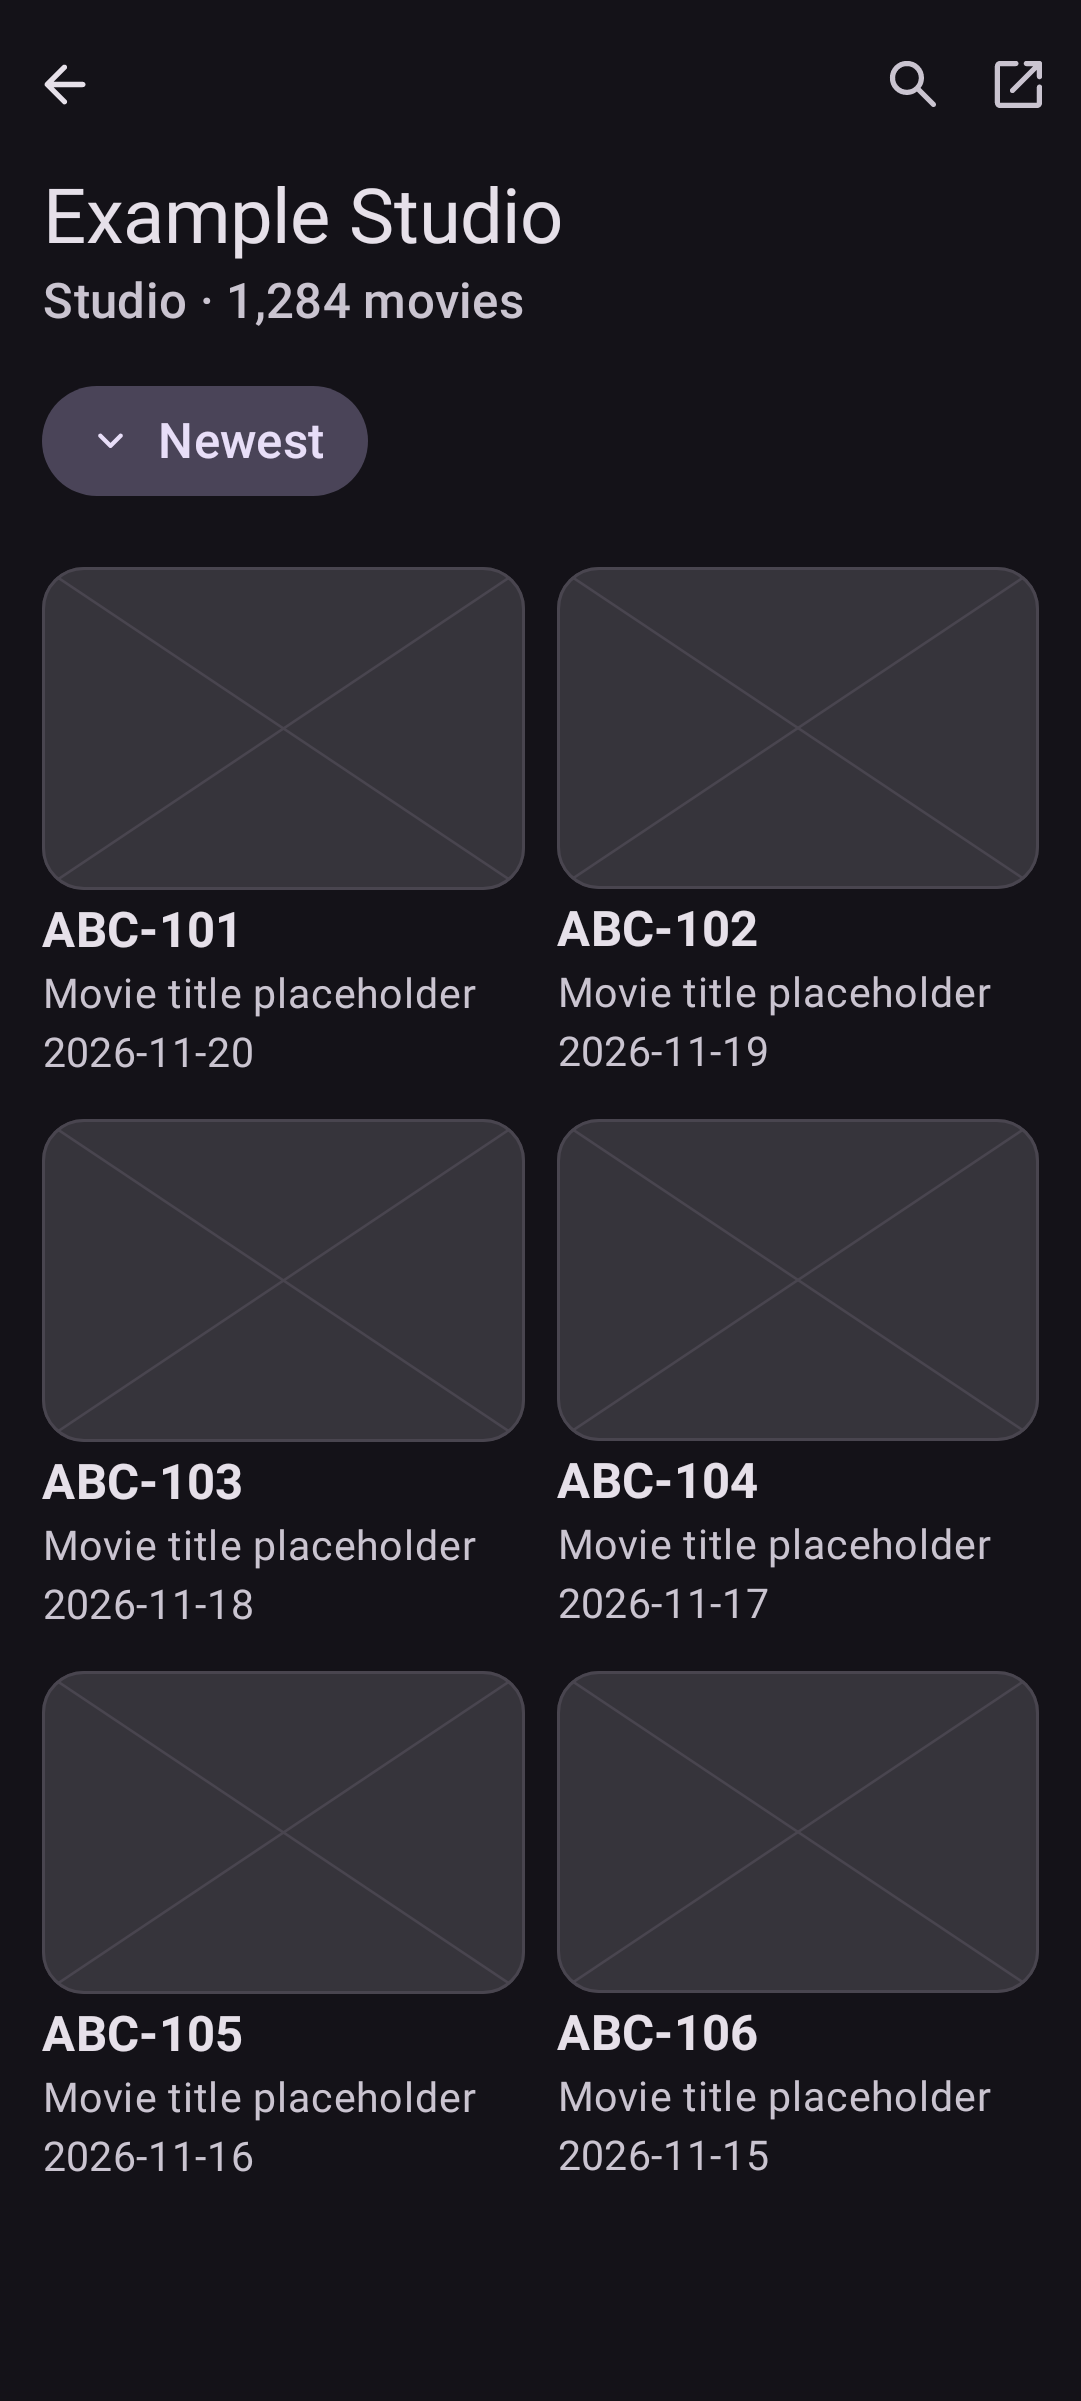 Example Studio
Studio · 1,284 movies
Newest
ABC-101
Movie title placeholder
2026-11-20
ABC-102
Movie title placeholder
2026-11-19
ABC-103
Movie title placeholder
2026-11-18
ABC-104
Movie title placeholder
2026-11-17
ABC-105
Movie title placeholder
2026-11-16
ABC-106
Movie title placeholder
2026-11-15